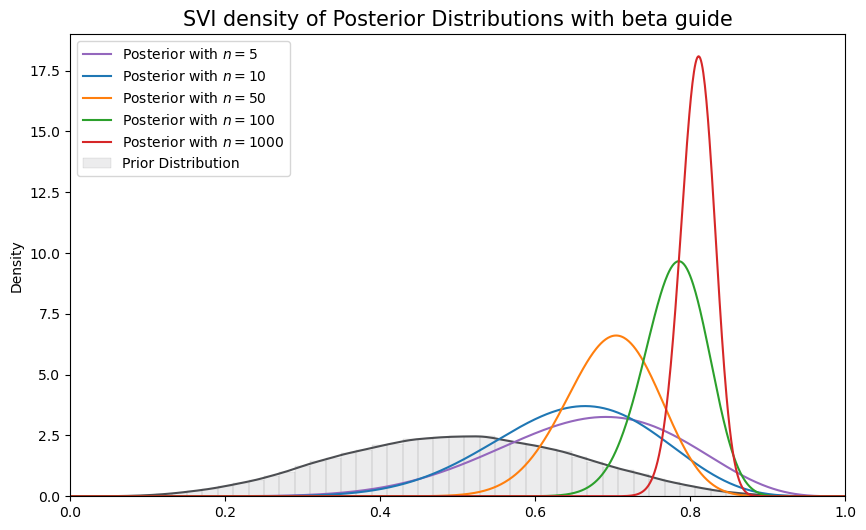 SVI density of Posterior Distributions with beta guide
Posterior with n = 5
Posterior with n = 10
Posterior with n = 50
Posterior with n = 100
Posterior with n = 1000
Prior Distribution
Density
17.5
15.0
12.5
10.0
7.5
5.0
2.5
0.0
0.0 0.2 0.4 0.6 0.8 1.0